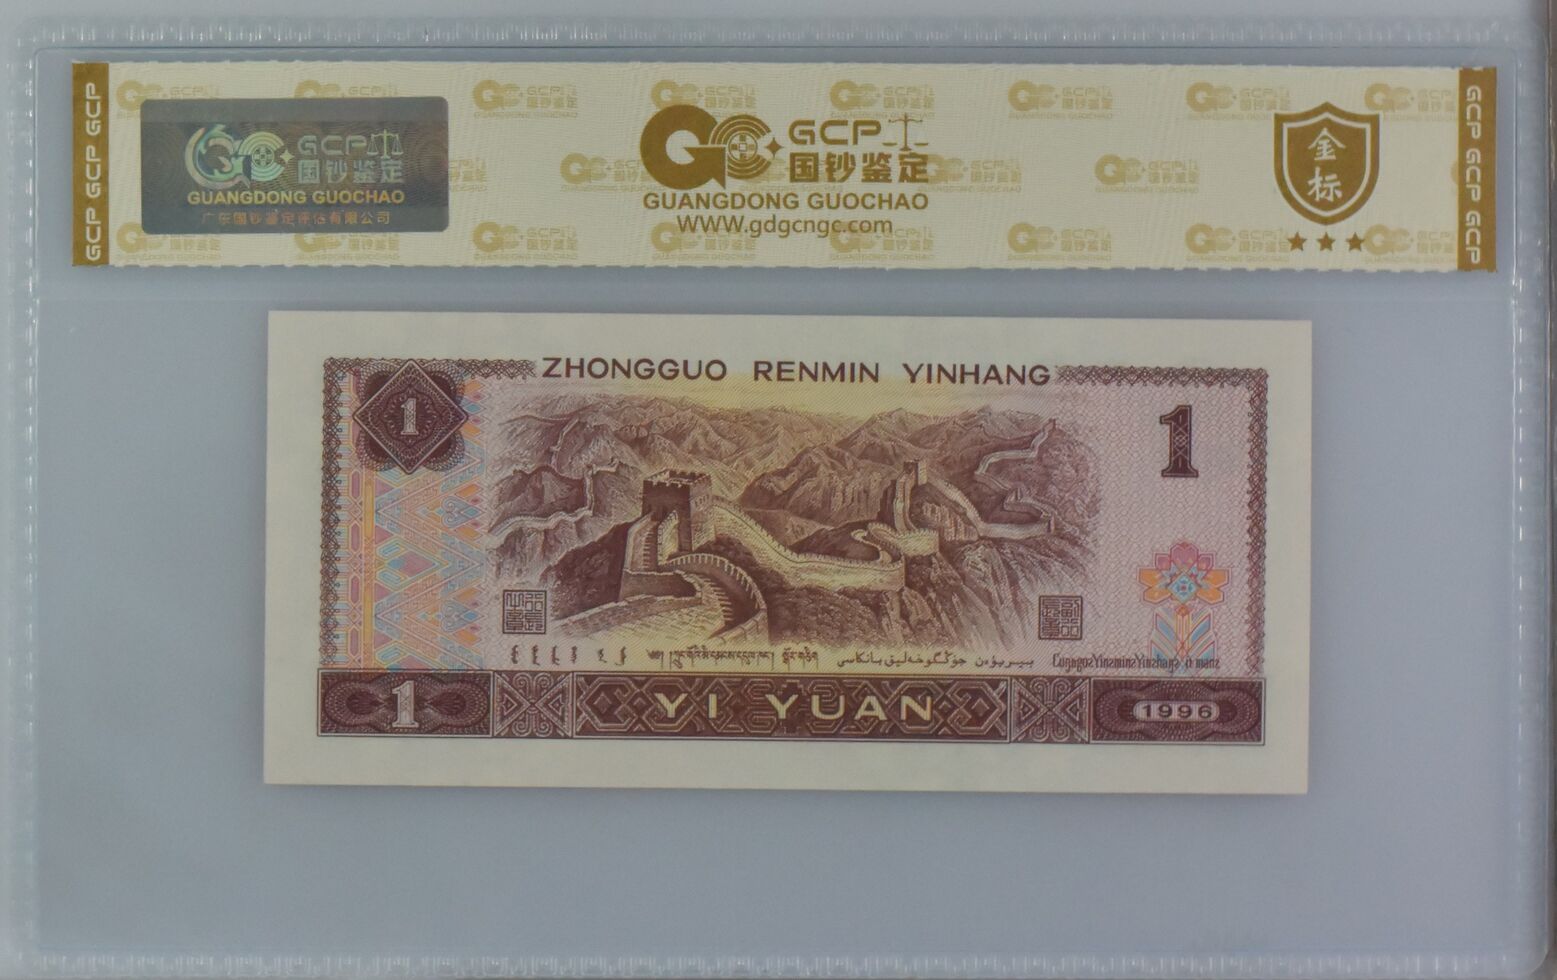 GCP GCP GCP
GCP
国钞鉴定
GUANGDONG GUOCHAO
广东国钞鉴定评估有限公司
GCP
国钞鉴定
GUANGDONG GUOCHAO
WWW.gdgcngc.com
金
标
GCP GCP GCP
ZHONGGUO RENMIN YINHANG
1
1
1
YI YUAN
1996